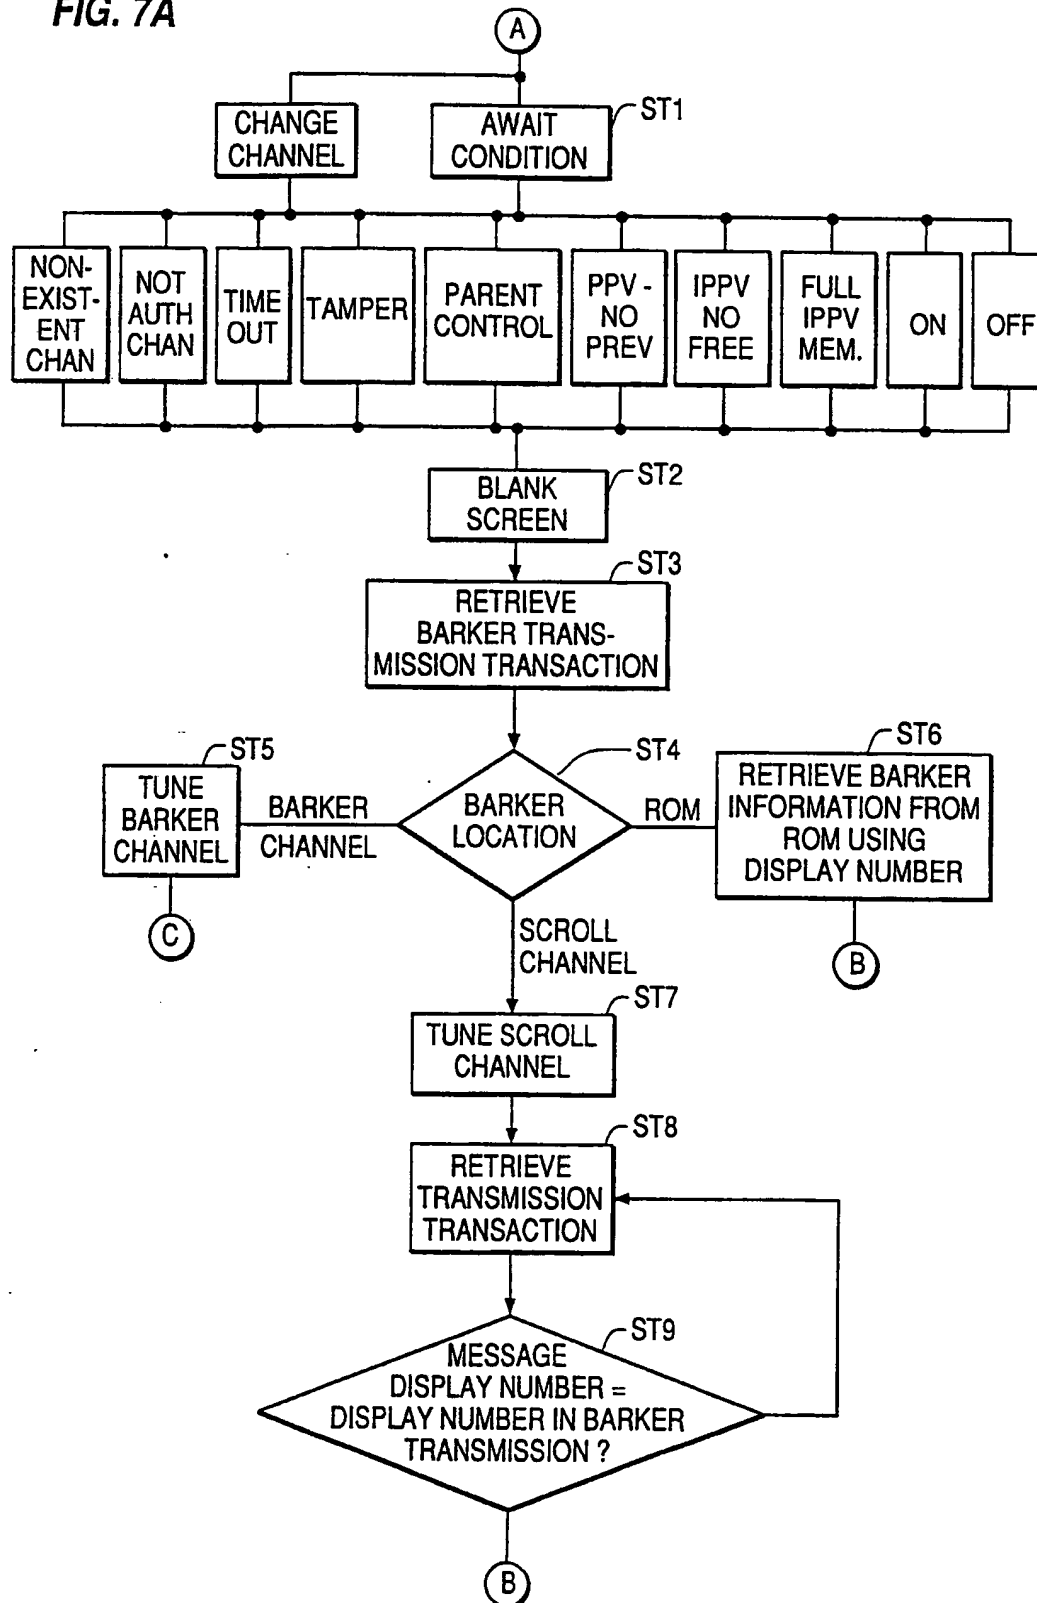 FIG. 7A
A
CHANGE
CHANNEL
AWAIT
CONDITION
ST1
NON-
EXIST-
ENT
CHAN
NOT
AUTH
CHAN
TIME
OUT
TAMPER
PARENT
CONTROL
PPV -
NO
PREV
IPPV
NO
FREE
FULL
IPPV
MEM.
ON
OFF
BLANK
SCREEN
ST2
RETRIEVE
BARKER TRANS-
MISSION TRANSACTION
ST3
BARKER
LOCATION
ST4
TUNE
BARKER
CHANNEL
ST5
BARKER
CHANNEL
C
ROM
RETRIEVE BARKER
INFORMATION FROM
ROM USING
DISPLAY NUMBER
ST6
B
SCROLL
CHANNEL
TUNE SCROLL
CHANNEL
ST7
RETRIEVE
TRANSMISSION
TRANSACTION
ST8
MESSAGE
DISPLAY NUMBER =
DISPLAY NUMBER IN BARKER
TRANSMISSION ?
ST9
B